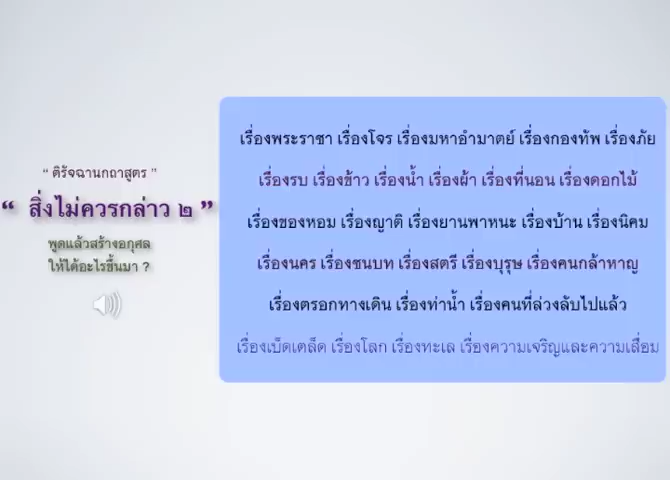 “ ติรัจฉานกถาสูตร ”
“ สิ่งไม่ควรกล่าว ๒ ”
พูดแล้วสร้างอกุศล
ให้ได้อะไรขึ้นมา ?
เรื่องพระราชา เรื่องโจร เรื่องมหาอำมาตย์ เรื่องกองทัพ เรื่องภัย
เรื่องรบ เรื่องข้าว เรื่องน้ำ เรื่องผ้า เรื่องที่นอน เรื่องดอกไม้
เรื่องของหอม เรื่องญาติ เรื่องยานพาหนะ เรื่องบ้าน เรื่องนิคม
เรื่องนคร เรื่องชนบท เรื่องสตรี เรื่องบุรุษ เรื่องคนกล้าหาญ
เรื่องตรอกทางเดิน เรื่องท่าน้ำ เรื่องคนที่ล่วงลับไปแล้ว
เรื่องเบ็ดเตล็ด เรื่องโลก เรื่องทะเล เรื่องความเจริญและความเสื่อม